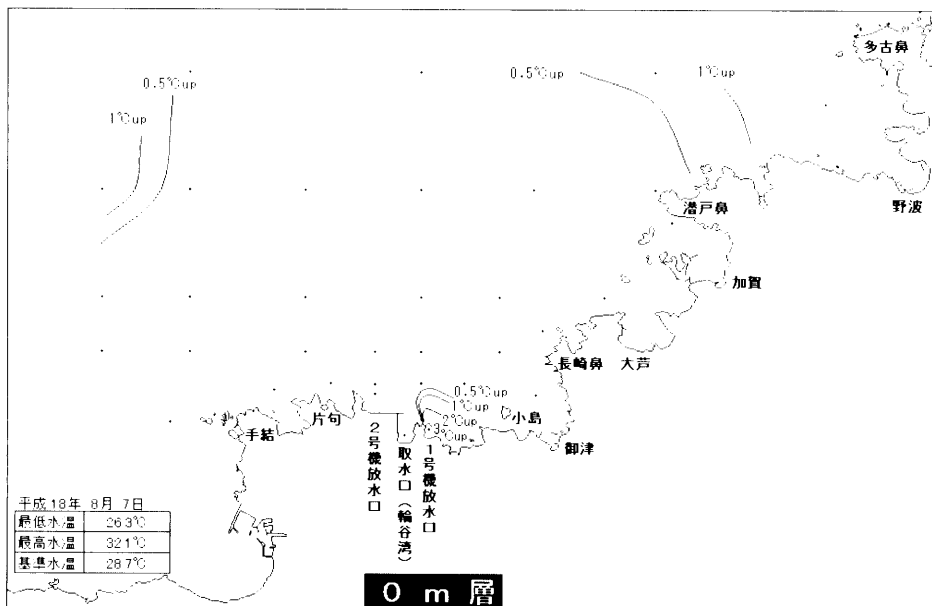 多古鼻
0.5℃up
1℃up
0.5℃up
1℃up
野波
潜戸鼻
加賀
長崎鼻
大芦
0.5℃up
1℃up
2℃up
3℃up
小島
御津
片句
手結
2号機放水口
取水口（輪谷湾）
1号機放水口
平成18年 8月 7日
最低水温 26.3℃
最高水温 32.1℃
基準水温 28.7℃
0m層